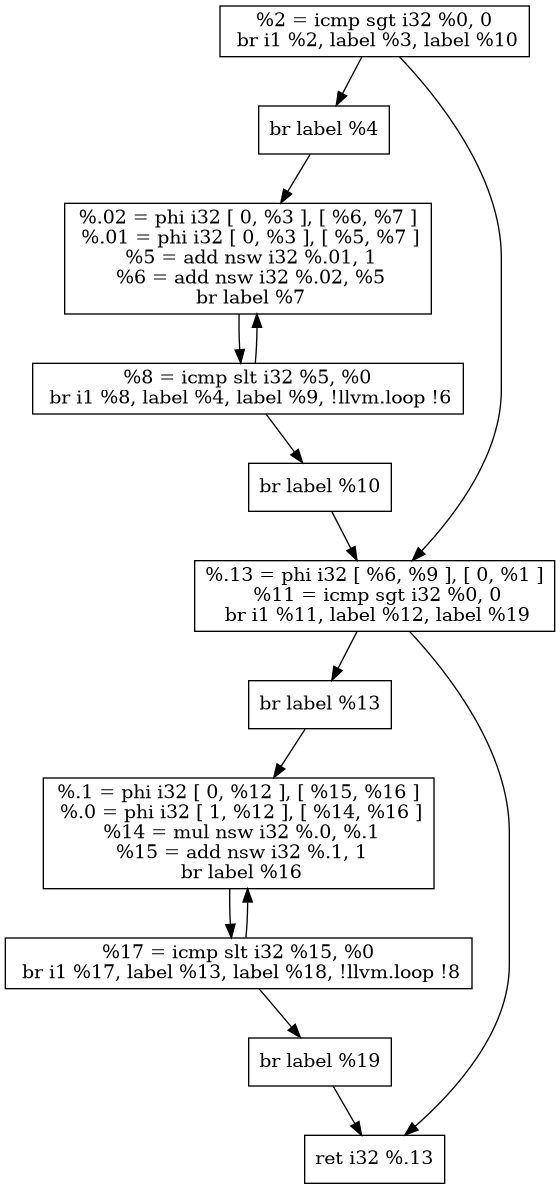 %2 = icmp sgt i32 %0, 0
br i1 %2, label %3, label %10
br label %4
%.02 = phi i32 [ 0, %3 ], [ %6, %7 ]
%.01 = phi i32 [ 0, %3 ], [ %5, %7 ]
%5 = add nsw i32 %.01, 1
%6 = add nsw i32 %.02, %5
br label %7
%8 = icmp slt i32 %5, %0
br i1 %8, label %4, label %9, !llvm.loop !6
br label %10
%.13 = phi i32 [ %6, %9 ], [ 0, %1 ]
%11 = icmp sgt i32 %0, 0
br i1 %11, label %12, label %19
br label %13
%.1 = phi i32 [ 0, %12 ], [ %15, %16 ]
%.0 = phi i32 [ 1, %12 ], [ %14, %16 ]
%14 = mul nsw i32 %.0, %.1
%15 = add nsw i32 %.1, 1
br label %16
%17 = icmp slt i32 %15, %0
br i1 %17, label %13, label %18, !llvm.loop !8
br label %19
ret i32 %.13